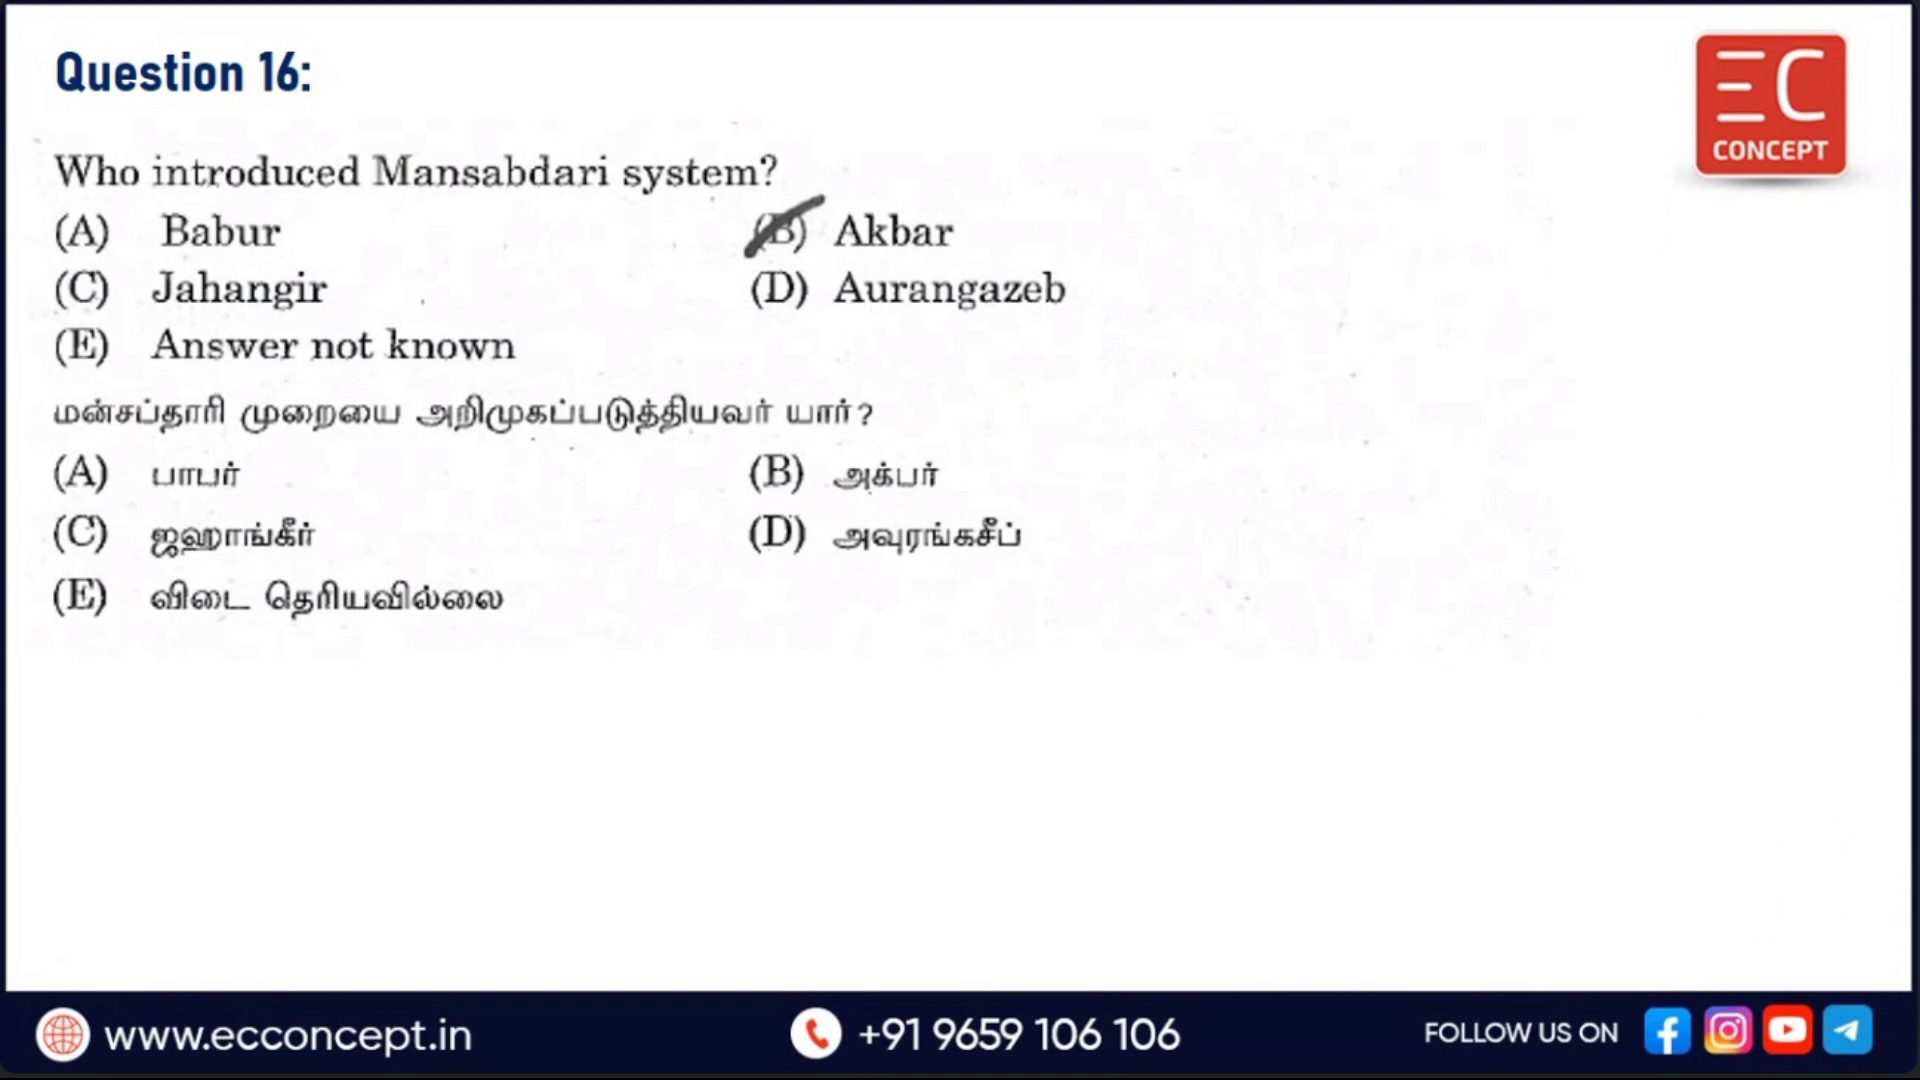 Question 16:
EC
CONCEPT
Who introduced Mansabdari system?
(A) Babur (B) Akbar
(C) Jahangir (D) Aurangazeb
(E) Answer not known
மன்சப்தாரி முறையை அறிமுகப்படுத்தியவர் யார்?
(A) பாபர் (B) அக்பர்
(C) ஜஹாங்கீர் (D) அவுரங்கசீப்
(E) விடை தெரியவில்லை
www.ecconcept.in +91 9659 106 106 FOLLOW US ON